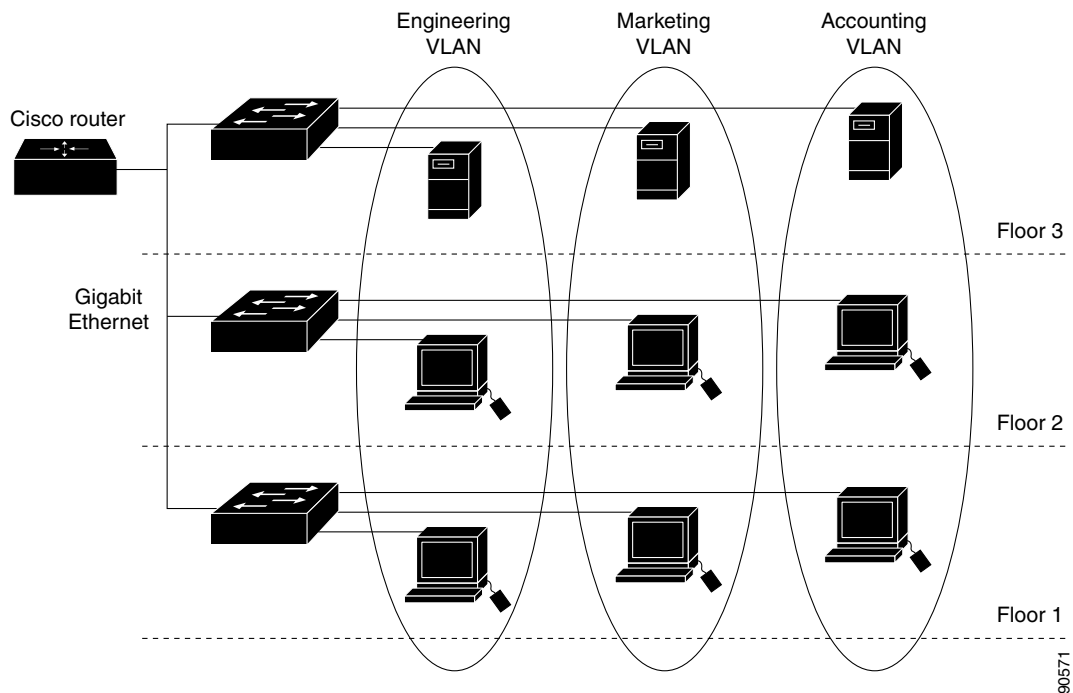 Engineering
VLAN
Marketing
VLAN
Accounting
VLAN
Cisco router
Floor 3
Gigabit
Ethernet
Floor 2
Floor 1
90571